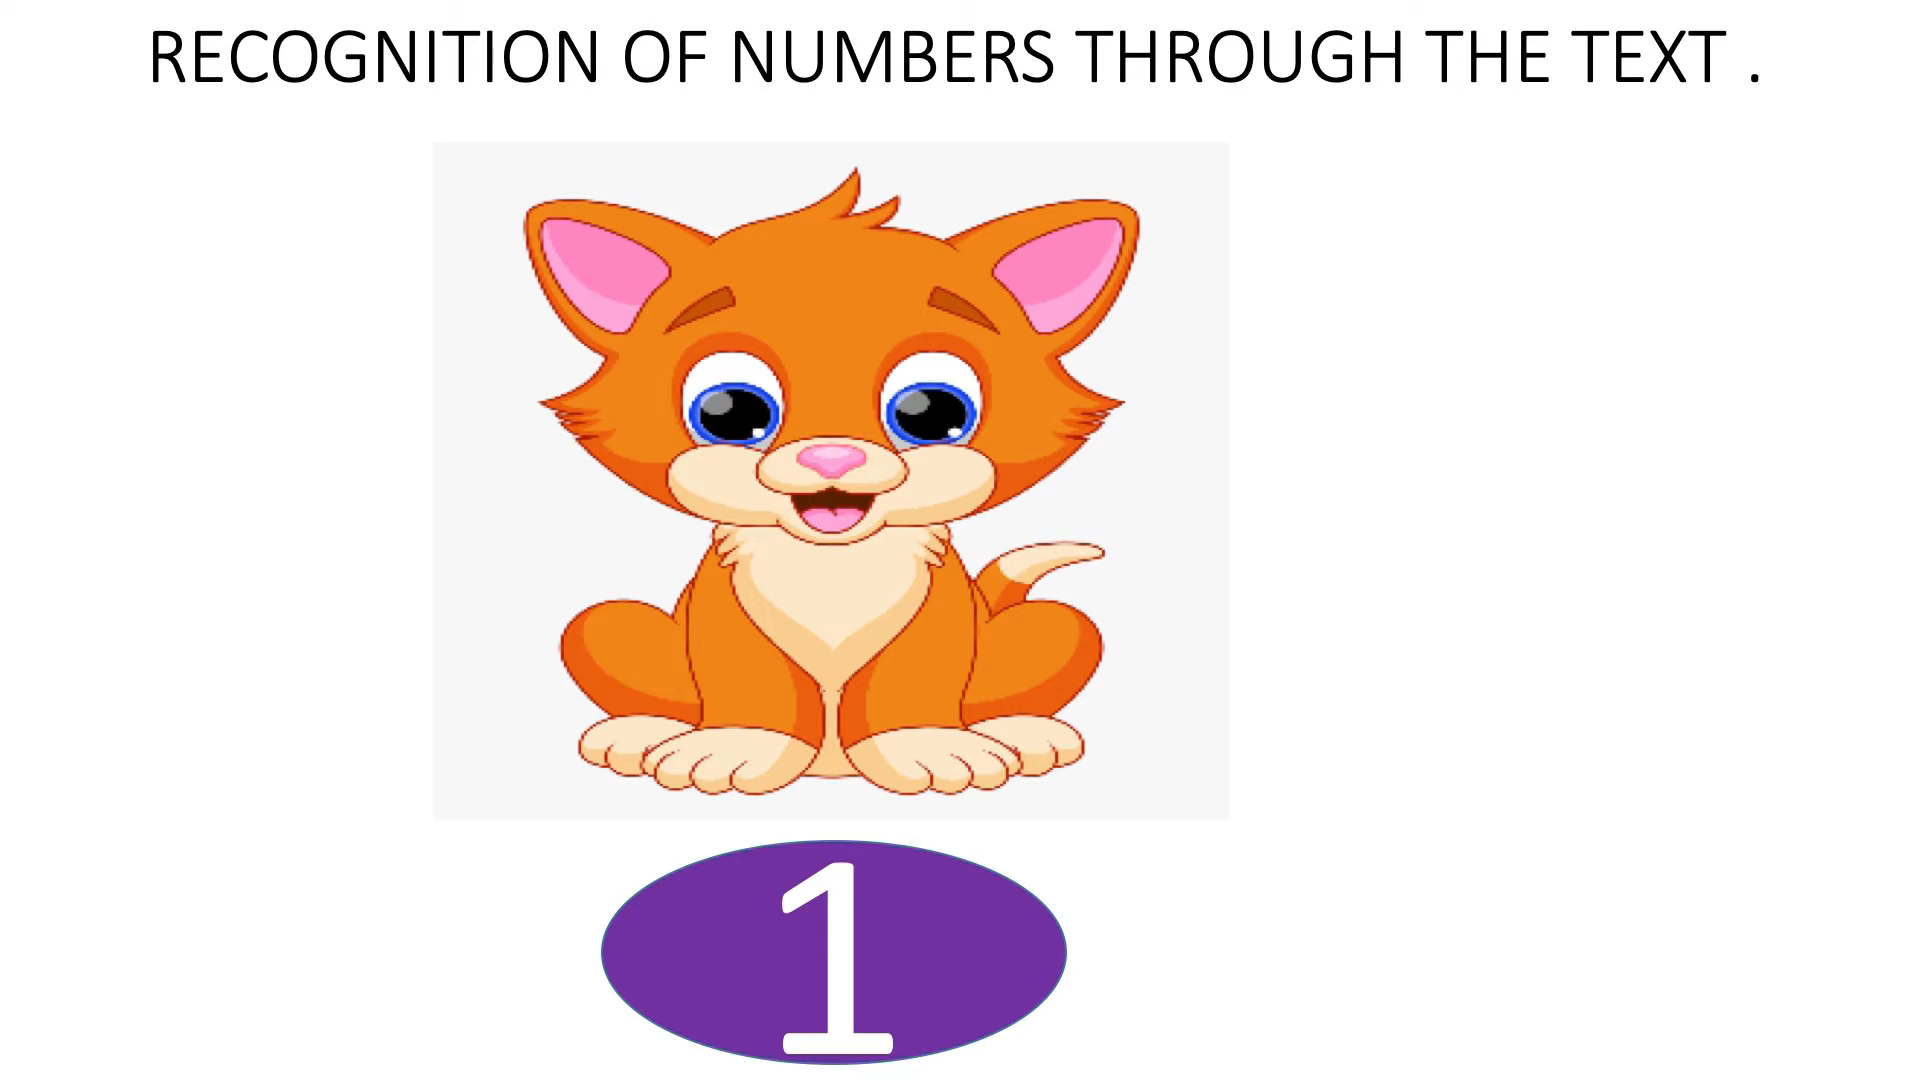 RECOGNITION OF NUMBERS THROUGH THE TEXT .
1